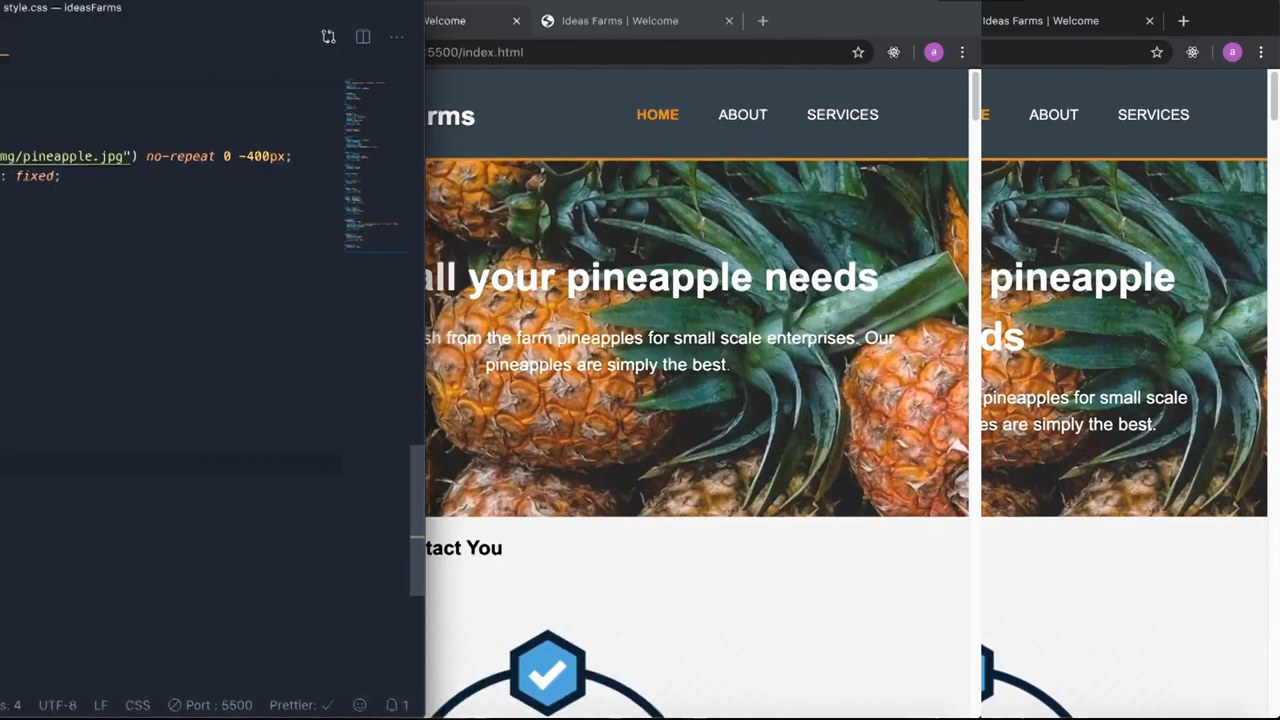 style.css — ideasFarms
Welcome
Ideas Farms | Welcome
Ideas Farms | Welcome
5500/index.html
a
a
rms
HOME
ABOUT
SERVICES
E
ABOUT
SERVICES
mg/pineapple.jpg") no-repeat 0 -400px;
: fixed;
all your pineapple needs
sh from the farm pineapples for small scale enterprises. Our
pineapples are simply the best.
pineapple
ds
pineapples for small scale
es are simply the best.
tact You
s: 4
UTF-8
LF
CSS
Port : 5500
Prettier: ✓
1